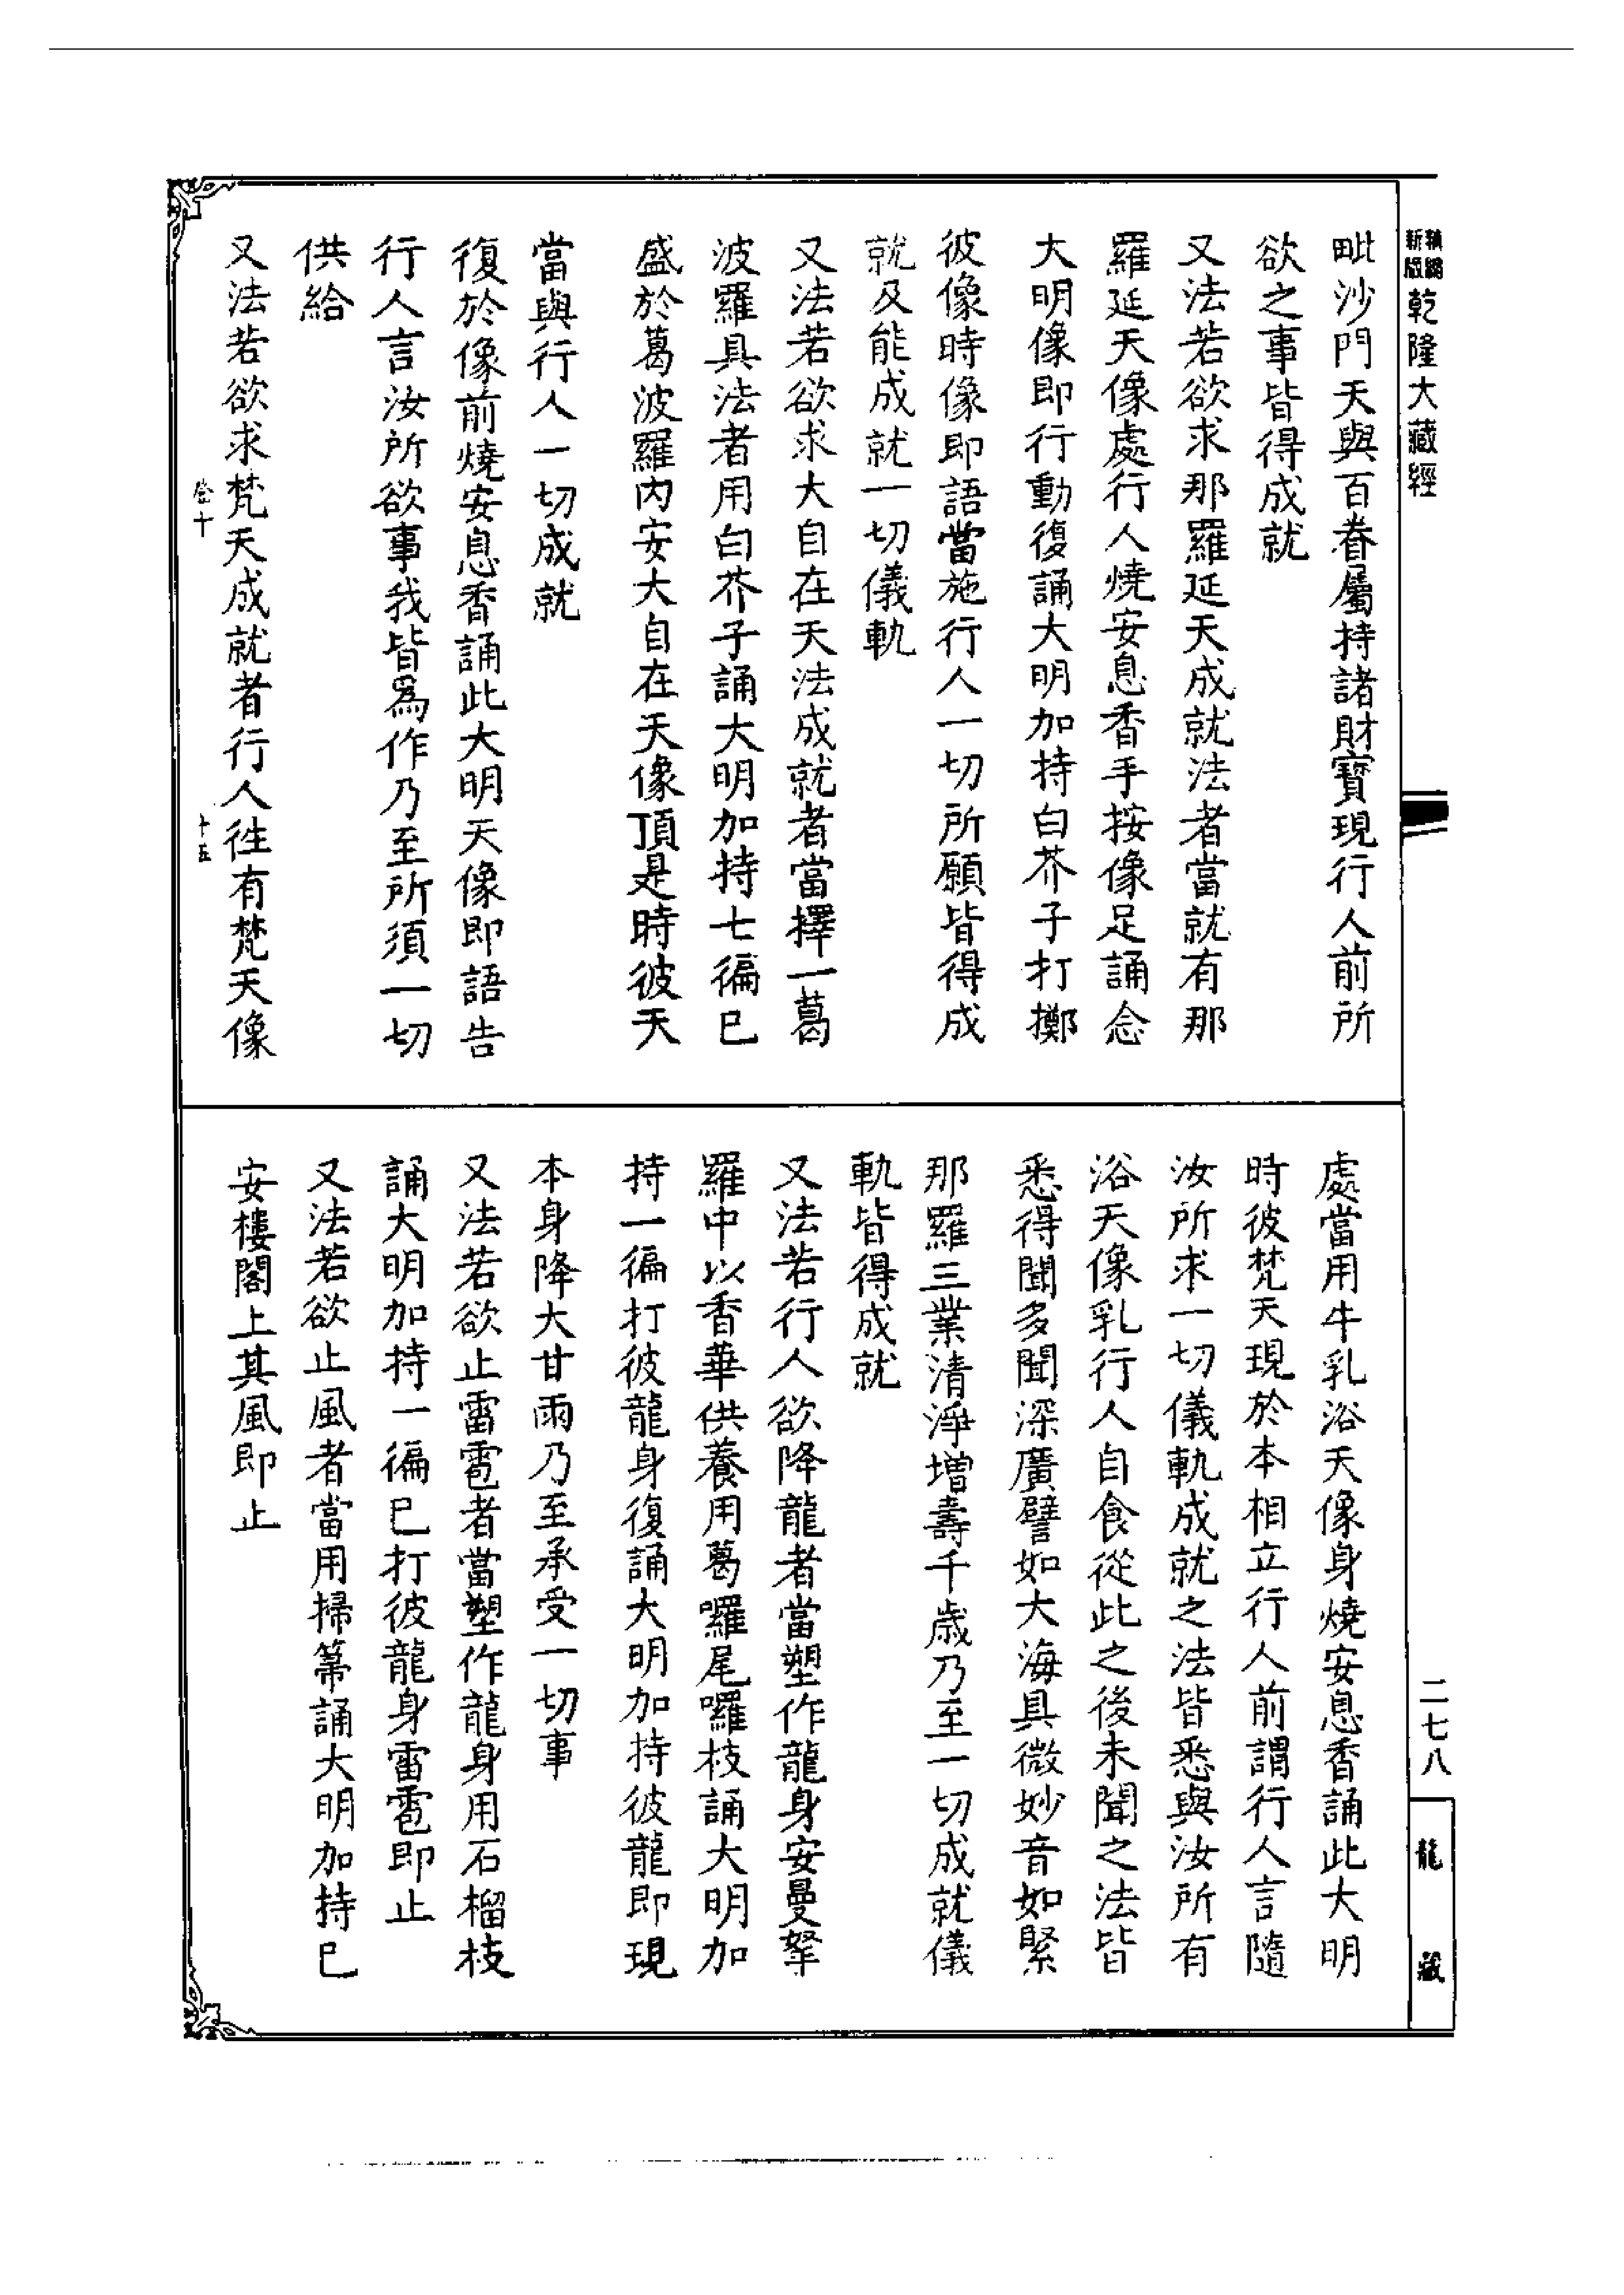 新編縮版乾隆大藏經
毗沙門天與百眷屬持諸財寶現行人前所
欲之事皆得成就
又法若欲求那羅延天成就法者當就有那
羅延天像處行人燒安息香手按像足誦念
大明像即行動復誦大明加持白芥子打擲
彼像時像即語當施行人一切所願皆得成
就及能成就一切儀軌
又法若欲求大自在天法成就者當擇一葛
波羅具法者用白芥子誦大明加持七徧已
盛於葛波羅內安大自在天像頂是時彼天
當與行人一切成就
復於像前燒安息香誦此大明天像即語告
行人言汝所欲事我皆為作乃至所須一切
供給
又法若欲求梵天成就者行人往有梵天像
十
十五
處當用牛乳浴天像身燒安息香誦此大明
時彼梵天現於本相立行人前謂行人言隨
汝所求一切儀軌成就之法皆悉與汝所有
浴天像乳行人自食從此之後未聞之法皆
悉得聞多聞深廣譬如大海具微妙音如緊
那羅三業清淨增壽千歲乃至一切成就儀
軌皆得成就
又法若行人欲降龍者當塑作龍身安曼拏
羅中以香華供養用葛囉尾囉枝誦大明加
持一徧打彼龍身復誦大明加持彼龍即現
本身降大甘雨乃至承受一切事
又法若欲止雷雹者當塑作龍身用石榴枝
誦大明加持一徧已打彼龍身雷雹即止
又法若欲止風者當用掃箒誦大明加持已
安樓閣上其風即止
二七八
龍藏